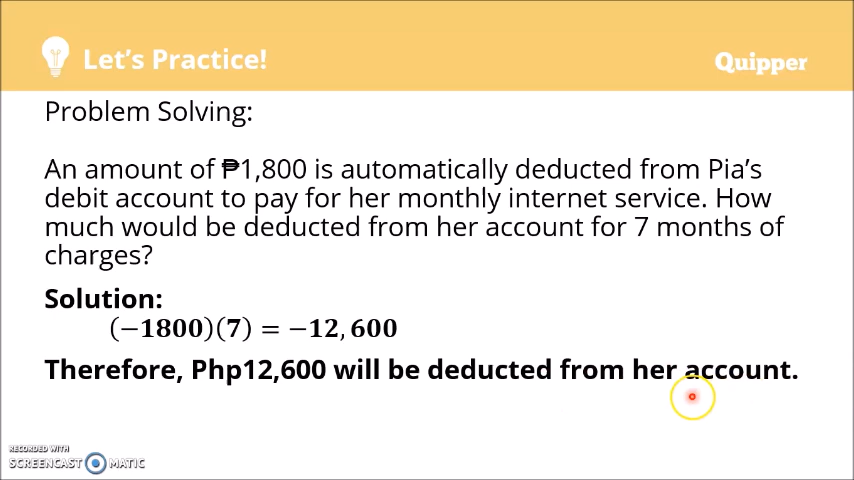 Let's Practice!
Quipper
Problem Solving:
An amount of ₱1,800 is automatically deducted from Pia's
debit account to pay for her monthly internet service. How
much would be deducted from her account for 7 months of
charges?
Solution:
(−1800)(7) = −12,600
Therefore, Php12,600 will be deducted from her account.
RECORDED WITH
SCREENCAST MATIC